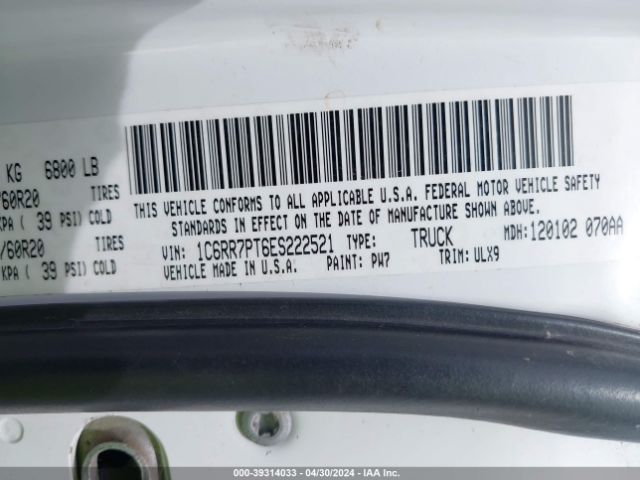 KG 6800 LB
/60R20 TIRES
KPA ( 39 PSI) COLD
/60R20 TIRES
KPA ( 39 PSI) COLD
THIS VEHICLE CONFORMS TO ALL APPLICABLE U.S.A. FEDERAL MOTOR VEHICLE SAFETY
STANDARDS IN EFFECT ON THE DATE OF MANUFACTURE SHOWN ABOVE.
VIN: 1C6RR7PT6ES222521 TYPE: TRUCK MDH: 120102 070AA
VEHICLE MADE IN U.S.A. PAINT: PW7 TRIM: ULX9
000-39314033 - 04/30/2024 - IAA Inc.